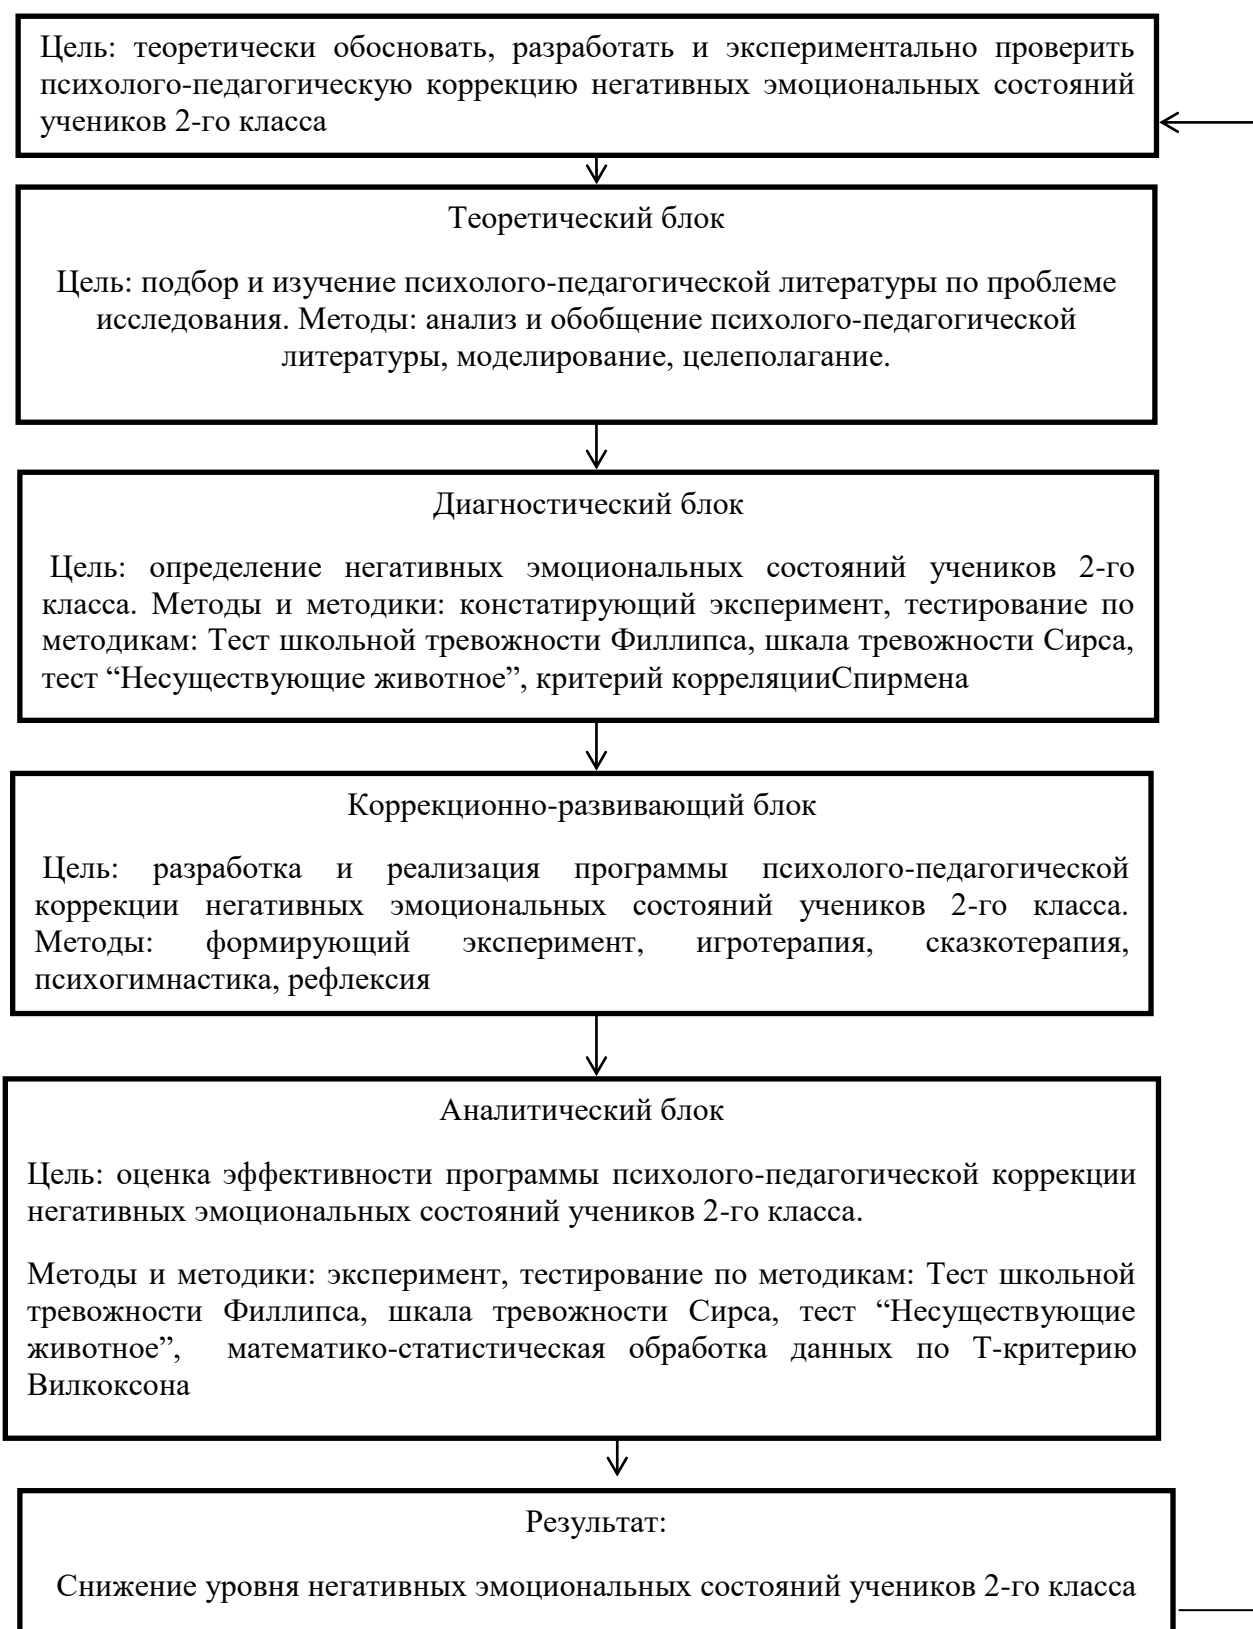 Цель: теоретически обосновать, разработать и экспериментально проверить
психолого-педагогическую коррекцию негативных эмоциональных состояний
учеников 2-го класса
Теоретический блок
Цель: подбор и изучение психолого-педагогической литературы по проблеме
исследования. Методы: анализ и обобщение психолого-педагогической
литературы, моделирование, целеполагание.
Диагностический блок
Цель: определение негативных эмоциональных состояний учеников 2-го
класса. Методы и методики: констатирующий эксперимент, тестирование по
методикам: Тест школьной тревожности Филлипса, шкала тревожности Сирса,
тест “Несуществующие животное”, критерий корреляцииСпирмена
Коррекционно-развивающий блок
Цель: разработка и реализация программы психолого-педагогической
коррекции негативных эмоциональных состояний учеников 2-го класса.
Методы: формирующий эксперимент, игротерапия, сказкотерапия,
психогимнастика, рефлексия
Аналитический блок
Цель: оценка эффективности программы психолого-педагогической коррекции
негативных эмоциональных состояний учеников 2-го класса.
Методы и методики: эксперимент, тестирование по методикам: Тест школьной
тревожности Филлипса, шкала тревожности Сирса, тест “Несуществующие
животное”, математико-статистическая обработка данных по Т-критерию
Вилкоксона
Результат:
Снижение уровня негативных эмоциональных состояний учеников 2-го класса